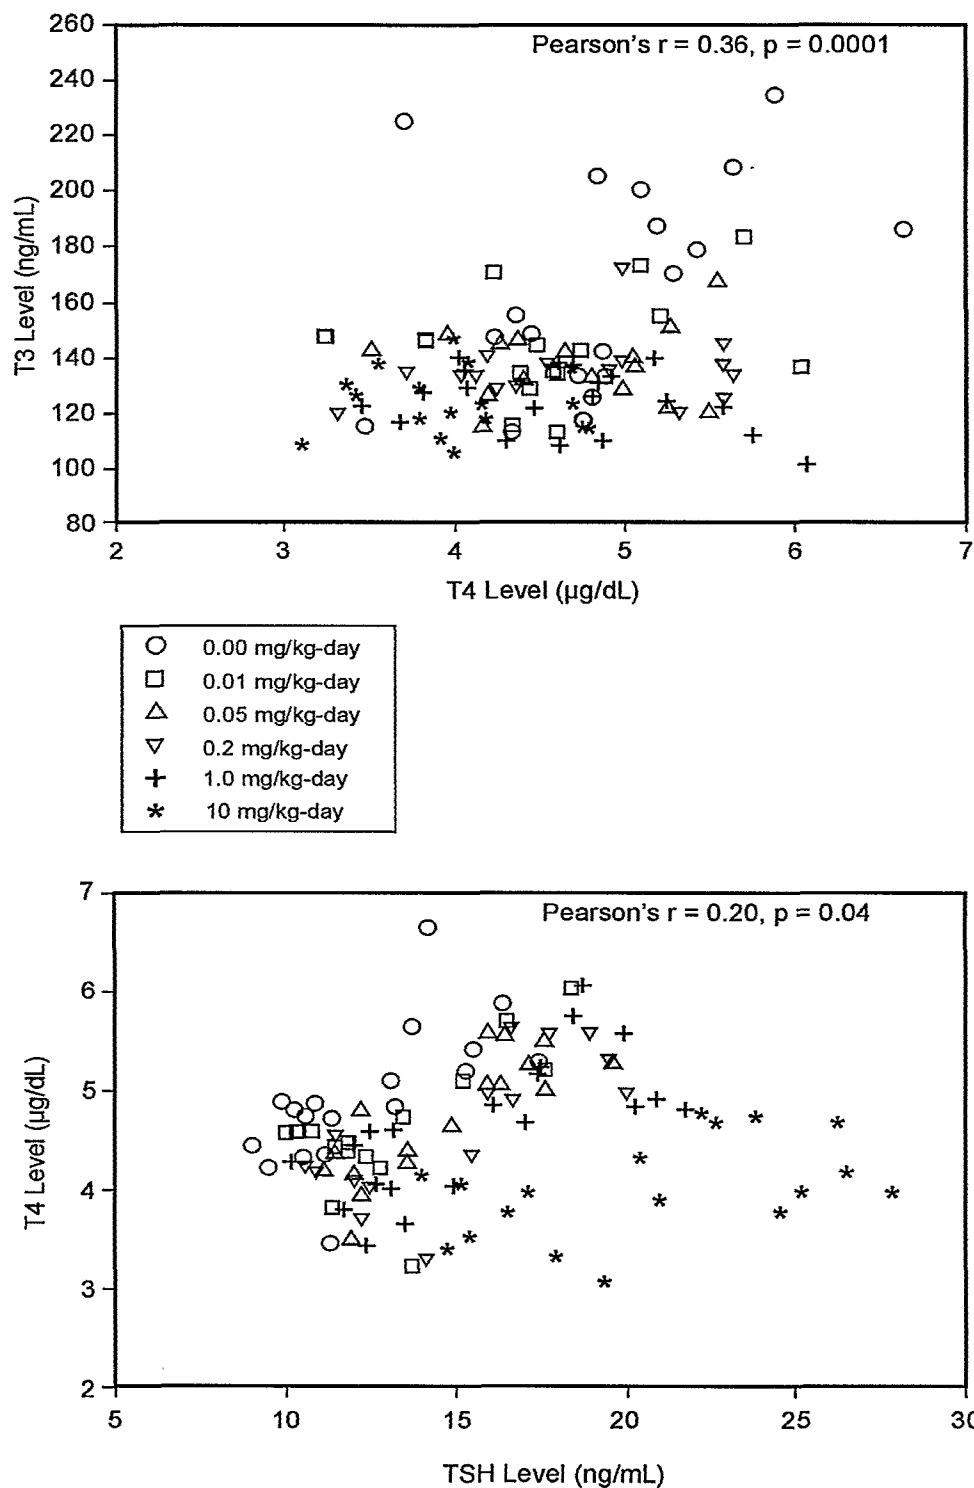 Pearson's r = 0.36, p = 0.0001
T3 Level (ng/mL)
260
240
220
200
180
160
140
120
100
80
2 3 4 5 6 7
T4 Level (µg/dL)
0.00 mg/kg-day
0.01 mg/kg-day
0.05 mg/kg-day
0.2 mg/kg-day
1.0 mg/kg-day
10 mg/kg-day
Pearson's r = 0.20, p = 0.04
T4 Level (µg/dL)
7
6
5
4
3
2
5 10 15 20 25 30
TSH Level (ng/mL)